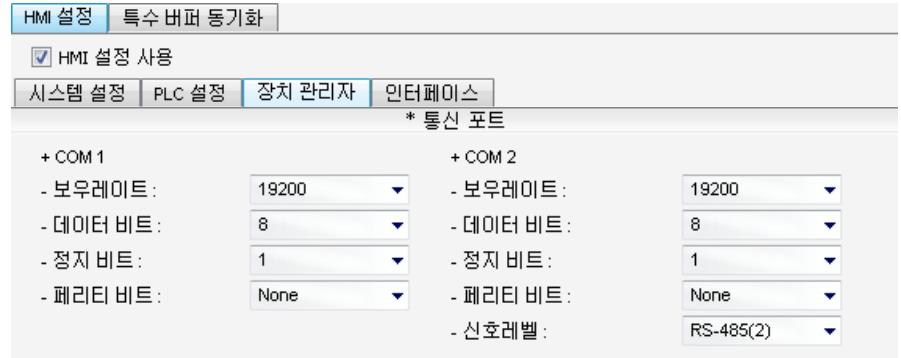 HMI 설정 특수 버퍼 동기화
HMI 설정 사용
시스템 설정 PLC 설정 장치 관리자 인터페이스
* 통신 포트
+ COM 1 + COM 2
- 보우레이트 : 19200 - 보우레이트 : 19200
- 데이터 비트 : 8 - 데이터 비트 : 8
- 정지 비트 : 1 - 정지 비트 : 1
- 페리티 비트 : None - 페리티 비트 : None
- 신호레벨 : RS-485(2)